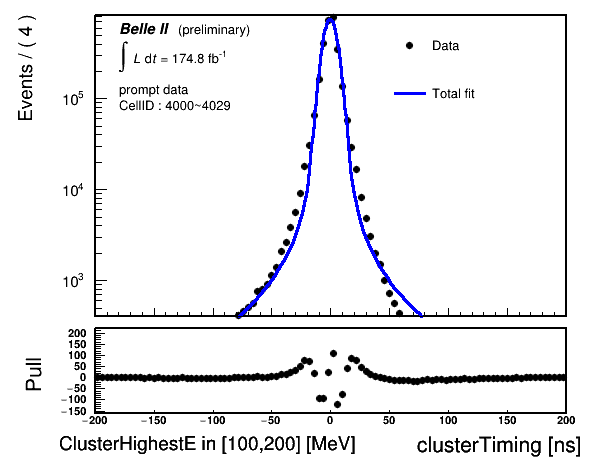 Belle II (preliminary)
∫ L dt = 174.8 fb⁻¹
prompt data
CellID : 4000~4029
Data
Total fit
Events / ( 4 )
10⁵
10⁴
10³
Pull
200
150
100
50
0
−50
−100
−150
−200 −150 −100 −50 0 50 100 150 200
ClusterHighestE in [100,200] [MeV] clusterTiming [ns]